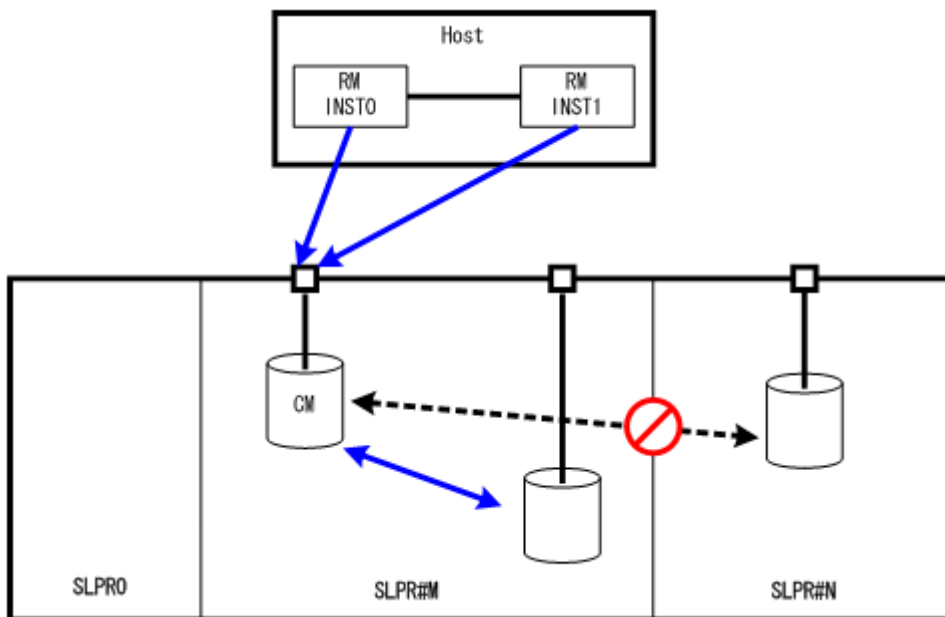 Host
RM
INST0
RM
INST1
CM
SLPR0
SLPR#M
SLPR#N